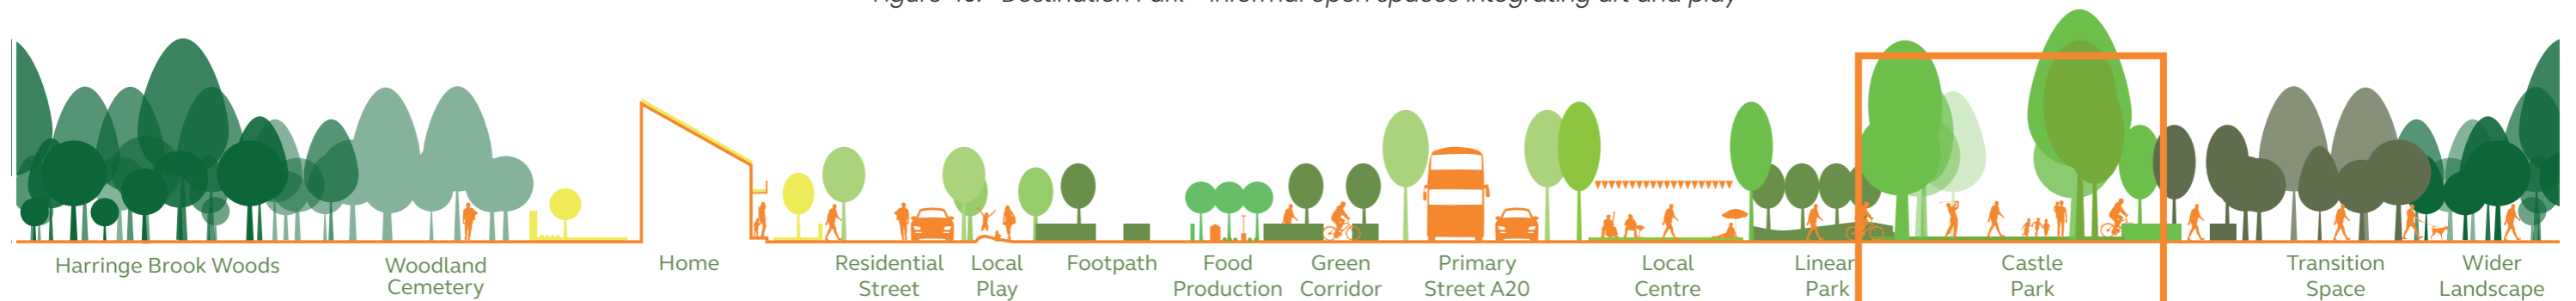 Harringe Brook Woods
Woodland
Cemetery
Home
Residential
Street
Local
Play
Footpath
Food
Production
Green
Corridor
Primary
Street A20
Local
Centre
Linear
Park
Castle
Park
Transition
Space
Wider
Landscape